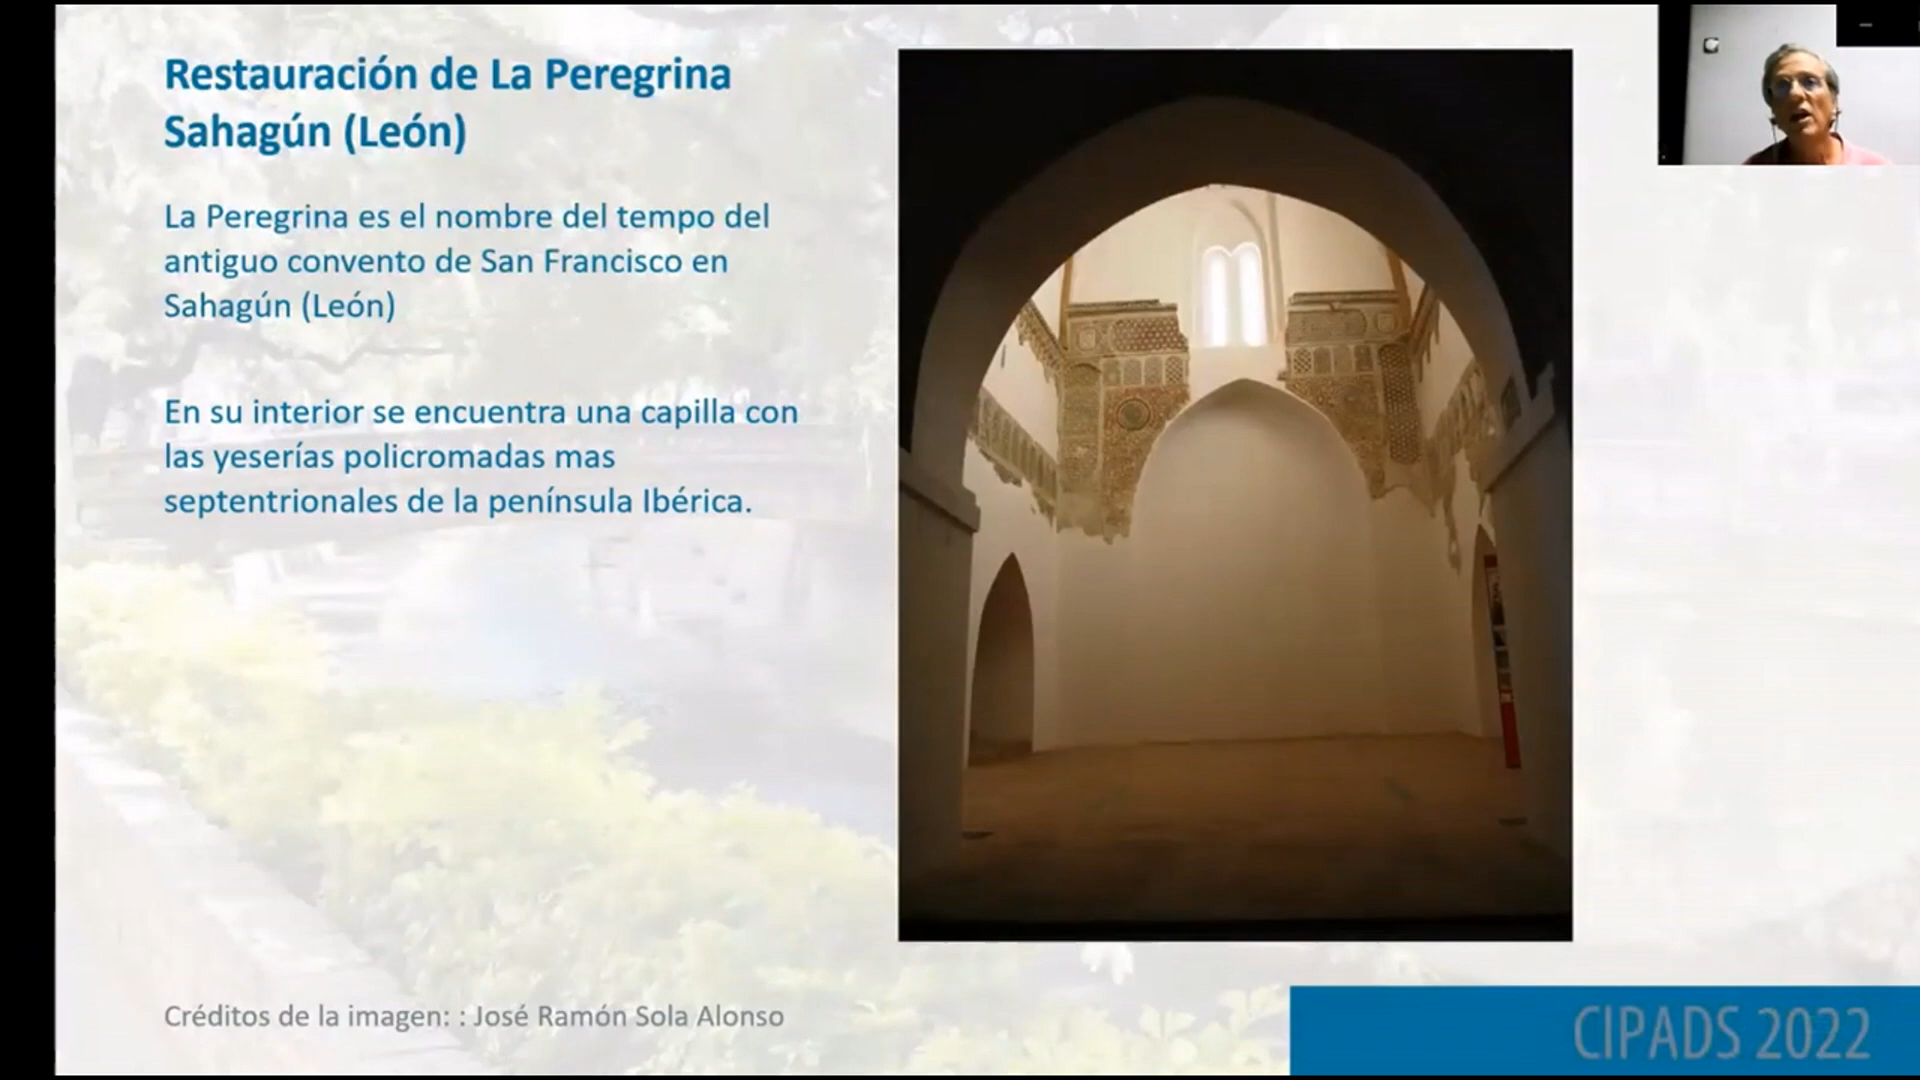 Restauración de La Peregrina
Sahagún (León)
La Peregrina es el nombre del tempo del
antiguo convento de San Francisco en
Sahagún (León)
En su interior se encuentra una capilla con
las yeserías policromadas mas
septentrionales de la península Ibérica.
Créditos de la imagen: : José Ramón Sola Alonso
CIPADS 2022